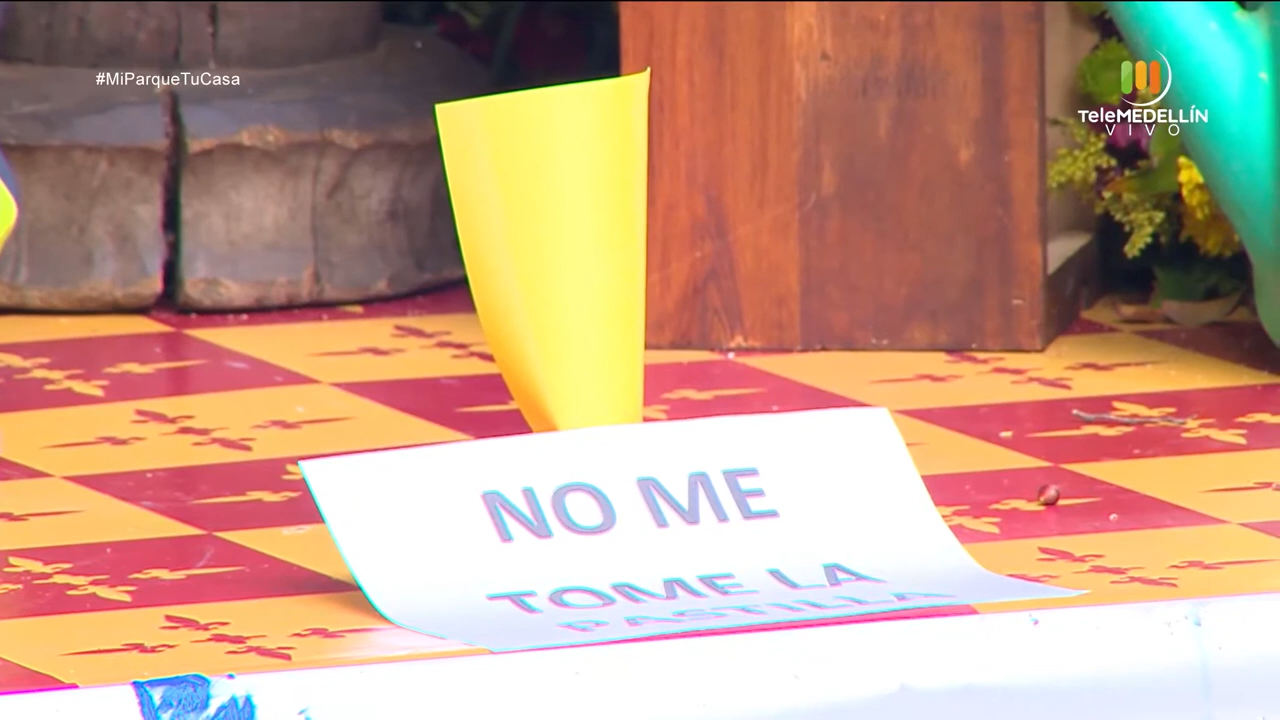 #MiParqueTuCasa
TeleMEDELLÍN
VIVO
NO ME
TOME LA
PASTILLA